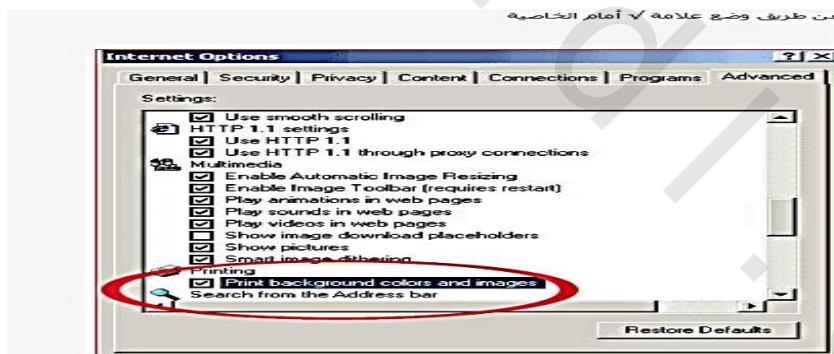 عن طريق وضع علامة √ أمام الخاصية
Internet Options
General Security Privacy Content Connections Programs Advanced
Settings:
Use smooth scrolling
HTTP 1.1 settings
Use HTTP 1.1
Use HTTP 1.1 through proxy connections
Multimedia
Enable Automatic Image Resizing
Enable Image Toolbar (requires restart)
Play animations in web pages
Play sounds in web pages
Play videos in web pages
Show image download placeholders
Show pictures
Smart image dithering
Printing
Print background colors and images
Search from the Address bar
Restore Defaults